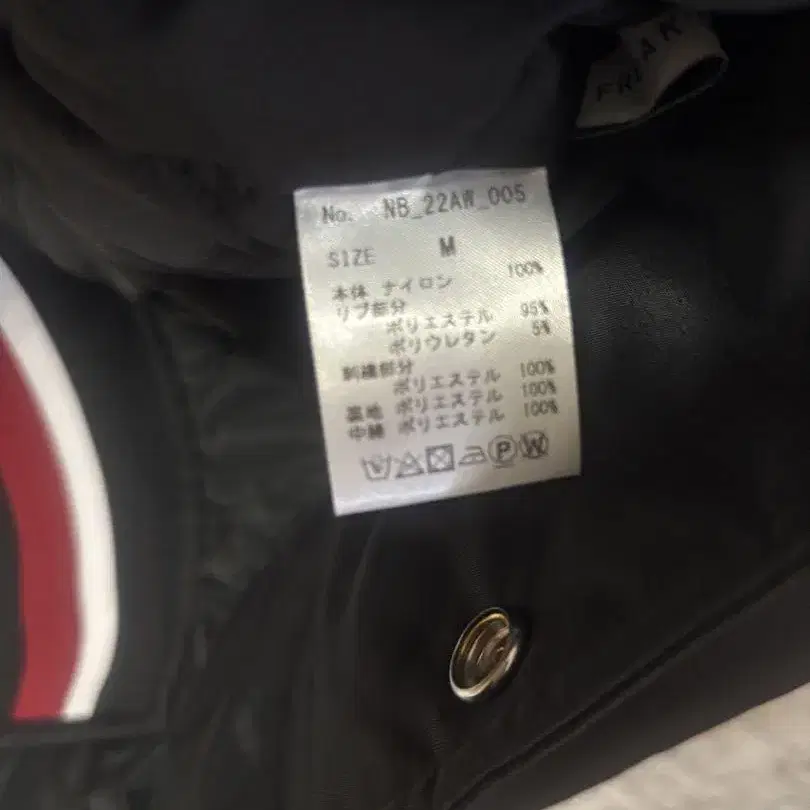 FR AK
No. NB_22AW_005
SIZE M
本体 ナイロン 100%
リブ部分
ポリエステル 95%
ポリウレタン 5%
刺繍部分
ポリエステル 100%
裏地 ポリエステル 100%
中綿 ポリエステル 100%
P W